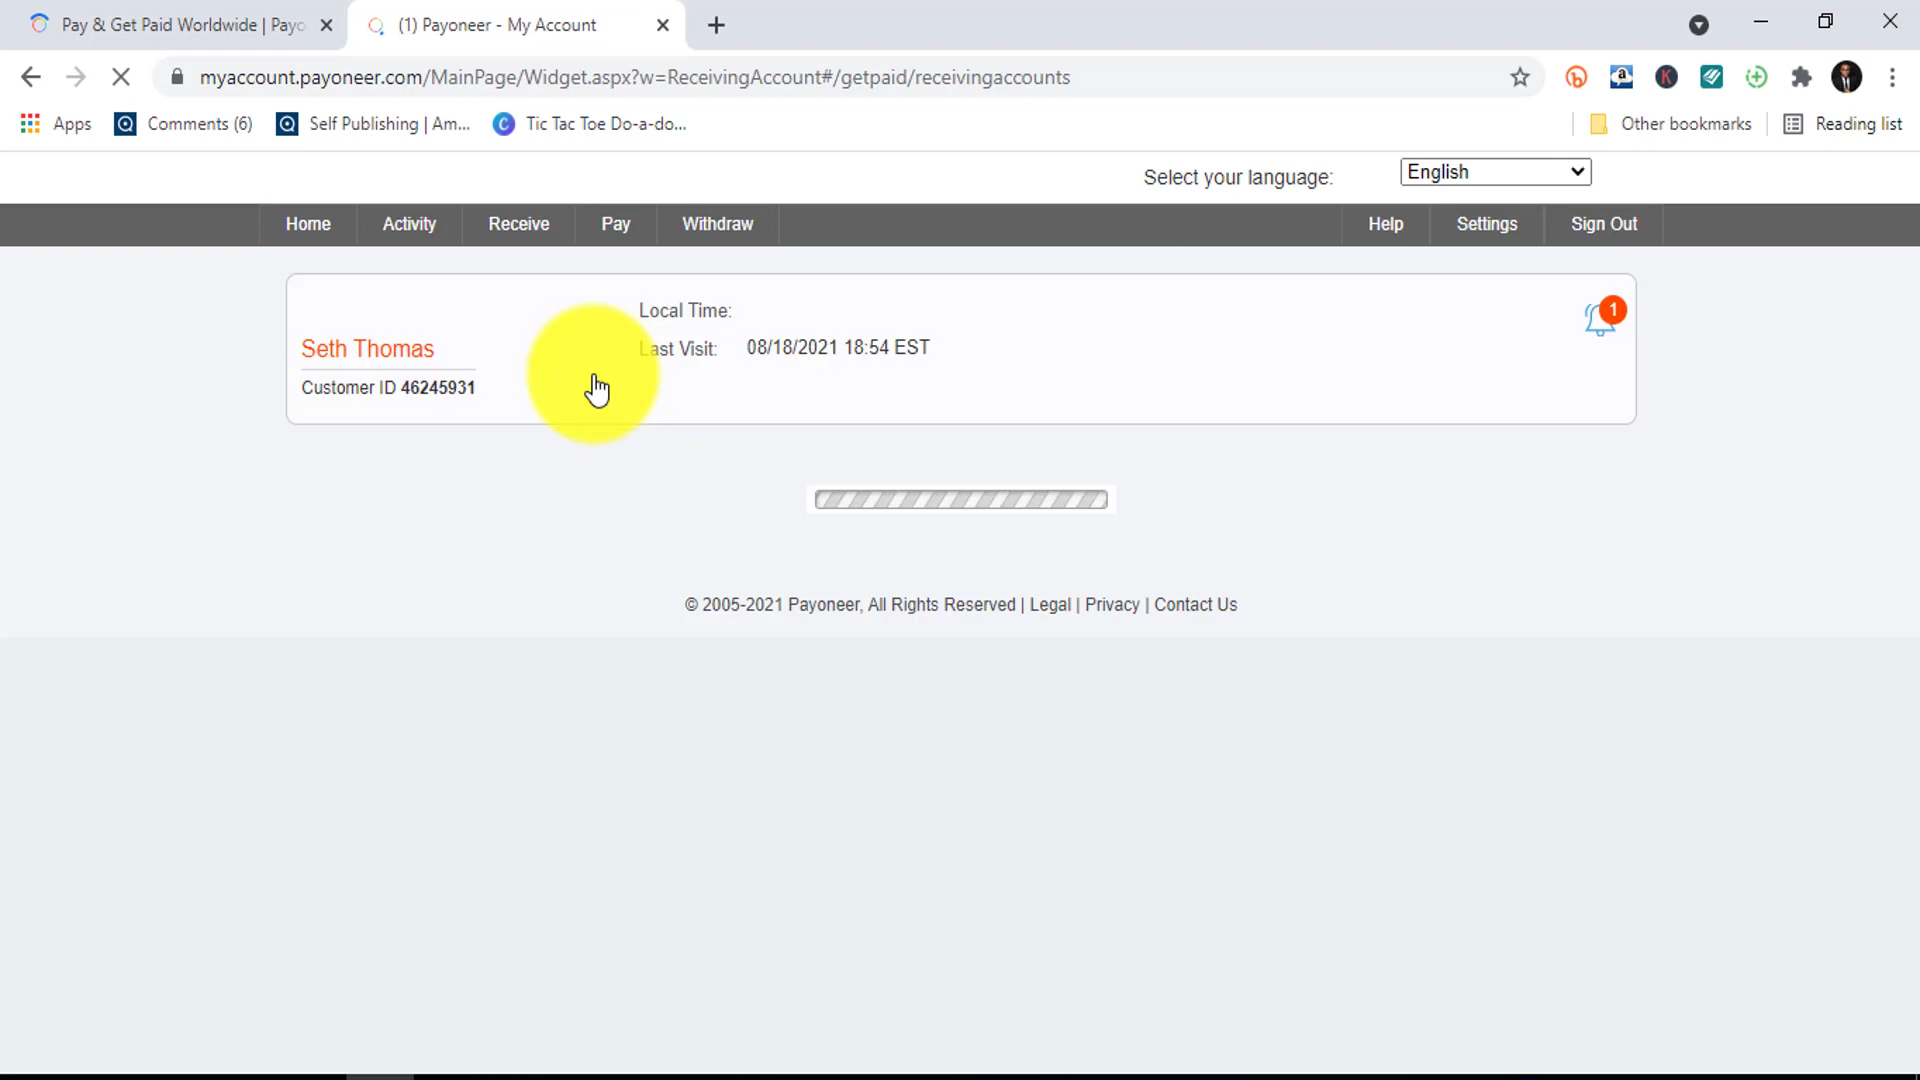 Pay & Get Paid Worldwide | Payo
(1) Payoneer - My Account
myaccount.payoneer.com/MainPage/Widget.aspx?w=ReceivingAccount#/getpaid/receivingaccounts
Apps
Comments (6)
Self Publishing | Am...
Tic Tac Toe Do-a-do...
Other bookmarks
Reading list
Select your language:
English
Home
Activity
Receive
Pay
Withdraw
Help
Settings
Sign Out
Local Time:
1
Seth Thomas
Last Visit: 08/18/2021 18:54 EST
Customer ID 46245931
© 2005-2021 Payoneer, All Rights Reserved | Legal | Privacy | Contact Us